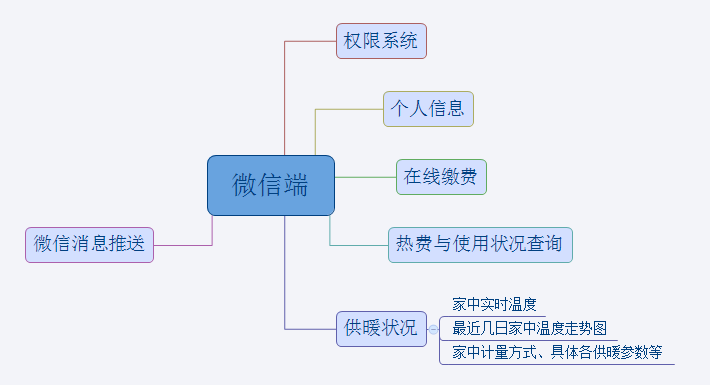 权限系统
个人信息
微信端
在线缴费
微信消息推送
热费与使用状况查询
供暖状况
家中实时温度
最近几日家中温度走势图
家中计量方式、具体各供暖参数等